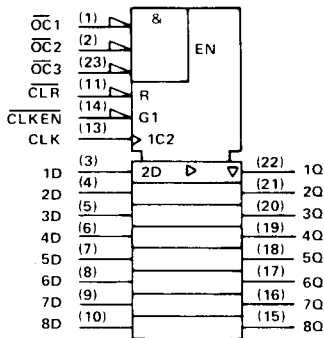 OC1 (1) &
OC2 (2) EN
OC3 (23)
CLR (11) R
CLKEN (14) G1
CLK (13) 1C2
1D (3) 2D (22) 1Q
2D (4) (21) 2Q
3D (5) (20) 3Q
4D (6) (19) 4Q
5D (7) (18) 5Q
6D (8) (17) 6Q
7D (9) (16) 7Q
8D (10) (15) 8Q